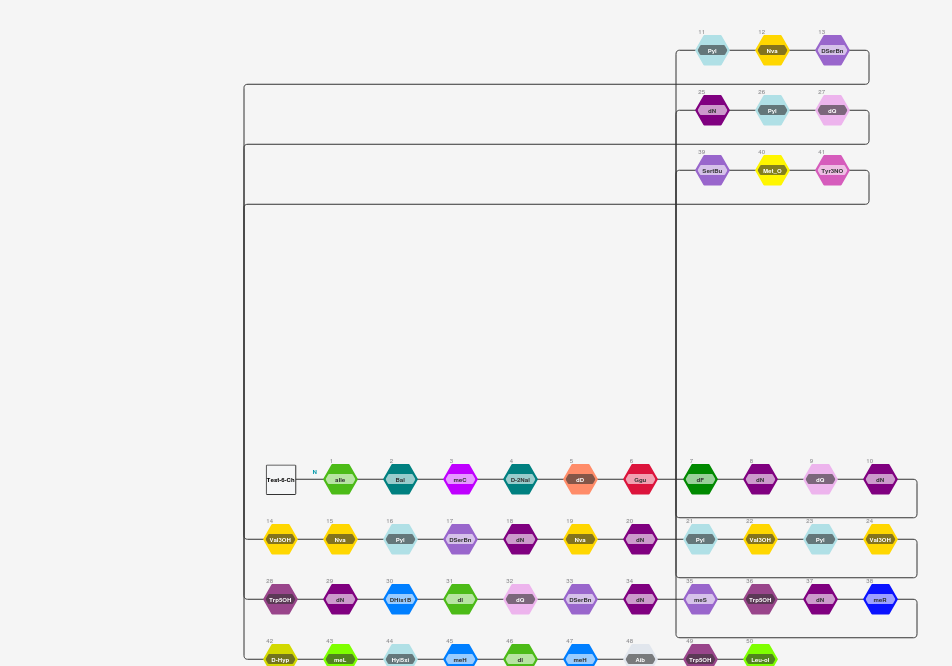 11 12 13
Pyl Nva DSerBn
25 26 27
dN Pyl dQ
39 40 41
SertBu Met_O Tyr3NO
N 1 2 3 4 5 6 7 8 9 10
Teat-6-Ch aIle Bal meC D-2Nal dD Ggu dF dN dQ dN
14 15 16 17 18 19 20 21 22 23 24
Val3OH Nva Pyl DSerBn dN Nva dN Pyl Val3OH Pyl Val3OH
28 29 30 31 32 33 34 35 36 37 38
Trp5OH dN DHis1B dI dQ DSerBn dN meS Trp5OH dN meR
42 43 44 45 46 47 48 49 50
D-Hyp meL meH dI meH Aib Trp5OH Leu-ol